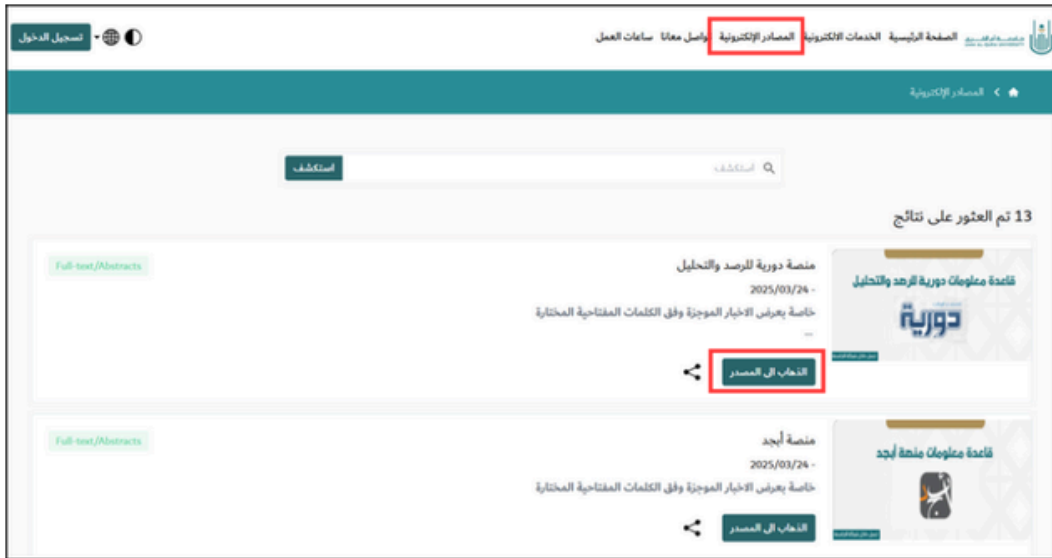 الصفحة الرئيسية الخدمات الالكترونية المصادر الإلكترونية تواصل معانا ساعات العمل
تسجيل الدخول
المصادر الإلكترونية
استكشف
استكشف
13 تم العثور على نتائج
قاعدة معلومات دورية للرصد والتحليل
دورية
منصة دورية للرصد والتحليل
2025/03/24 -
خاصة بعرض الاخبار الموجزة وفق الكلمات المفتاحية المختارة
...
الذهاب الى المصدر
Full-text/Abstracts
قاعدة معلومات منصة أبجد
أبجد
منصة أبجد
2025/03/24 -
خاصة بعرض الاخبار الموجزة وفق الكلمات المفتاحية المختارة
الذهاب الى المصدر
Full-text/Abstracts